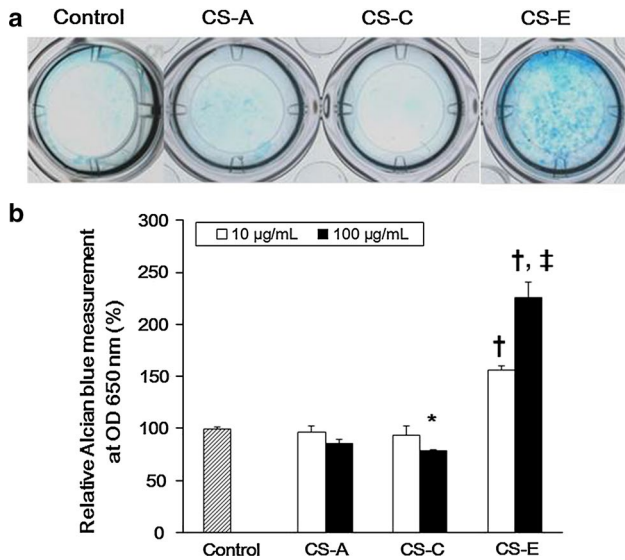 a
Control CS-A CS-C CS-E
b
Relative Alcian blue measurement
at OD 650 nm (%)
300
250
200
150
100
50
0
10 µg/mL 100 µg/mL
*
†
†, ‡
Control CS-A CS-C CS-E